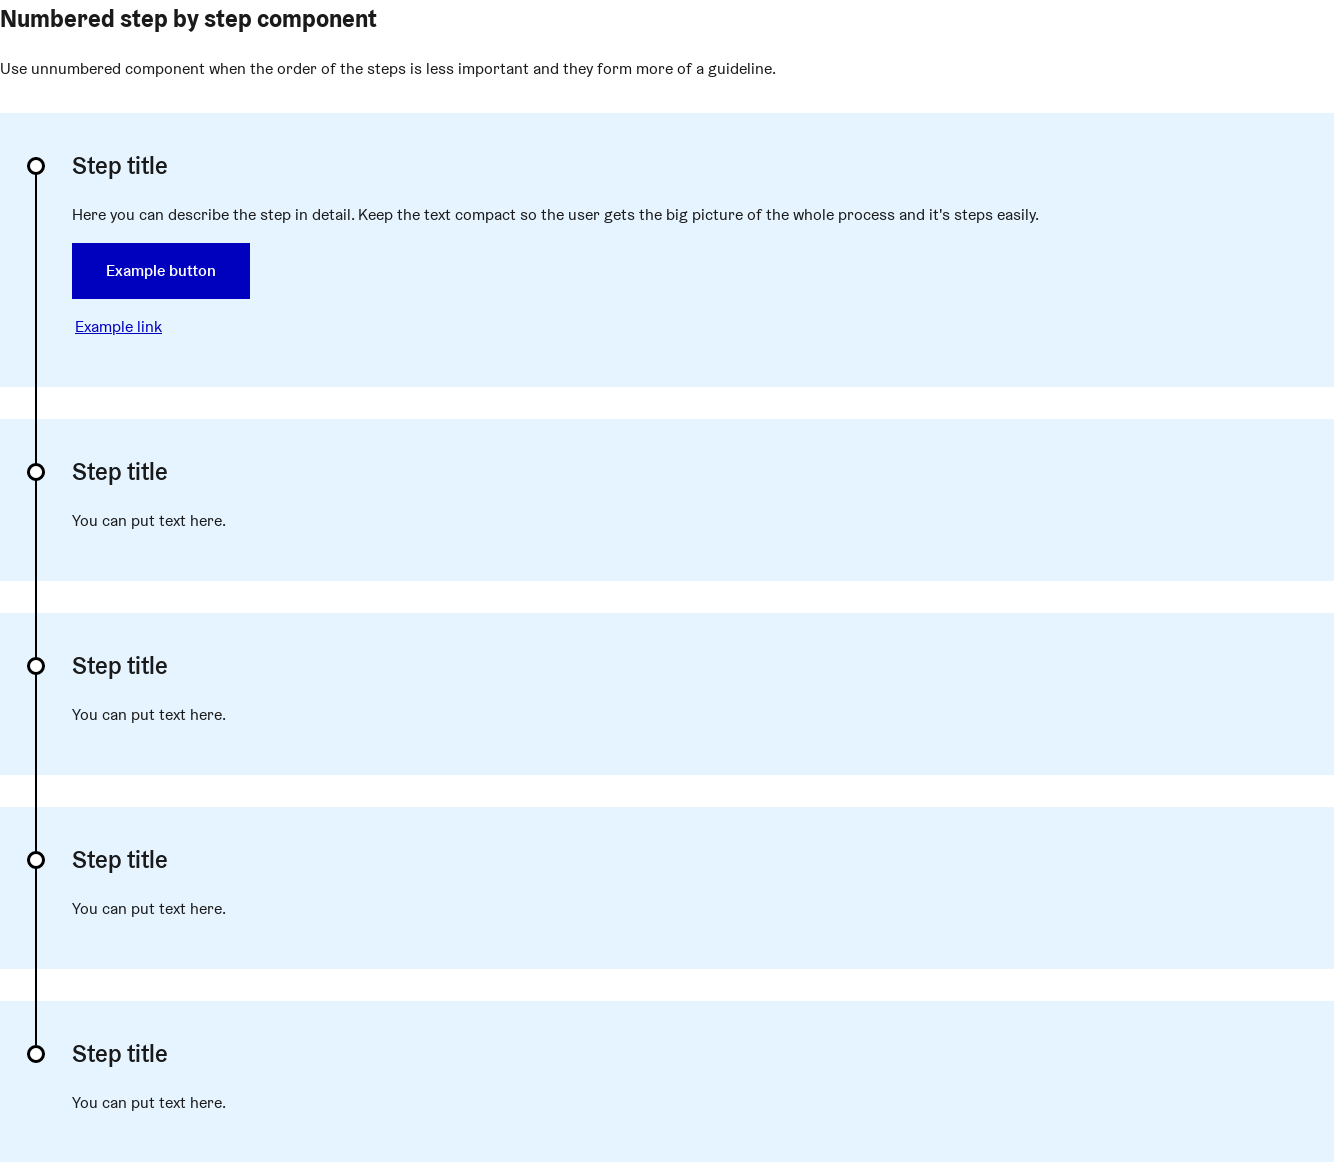 Numbered step by step component
Use unnumbered component when the order of the steps is less important and they form more of a guideline.
Step title
Here you can describe the step in detail. Keep the text compact so the user gets the big picture of the whole process and it's steps easily.
Example button
Example link
Step title
You can put text here.
Step title
You can put text here.
Step title
You can put text here.
Step title
You can put text here.